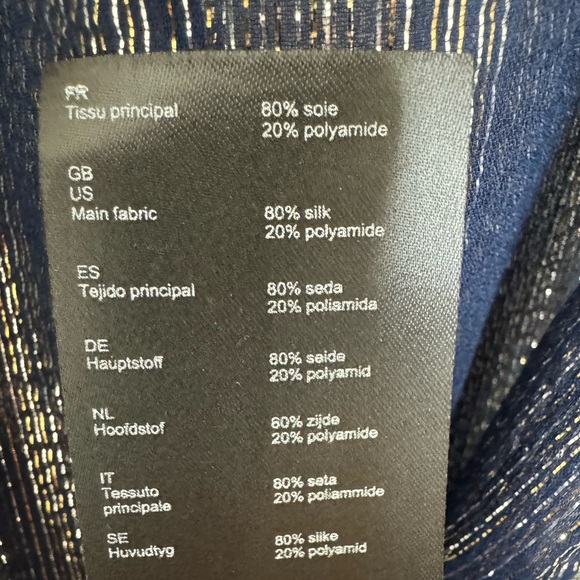 FR
Tissu principal 80% soie
20% polyamide
GB
US
Main fabric 80% silk
20% polyamide
ES
Tejido principal 80% seda
20% poliamida
DE
Hauptstoff 80% seide
20% polyamid
NL
Hoofdstof 80% zijde
20% polyamide
IT
Tessuto 80% seta
principale 20% poliammide
SE
Huvudtyg 80% silke
20% polyamid